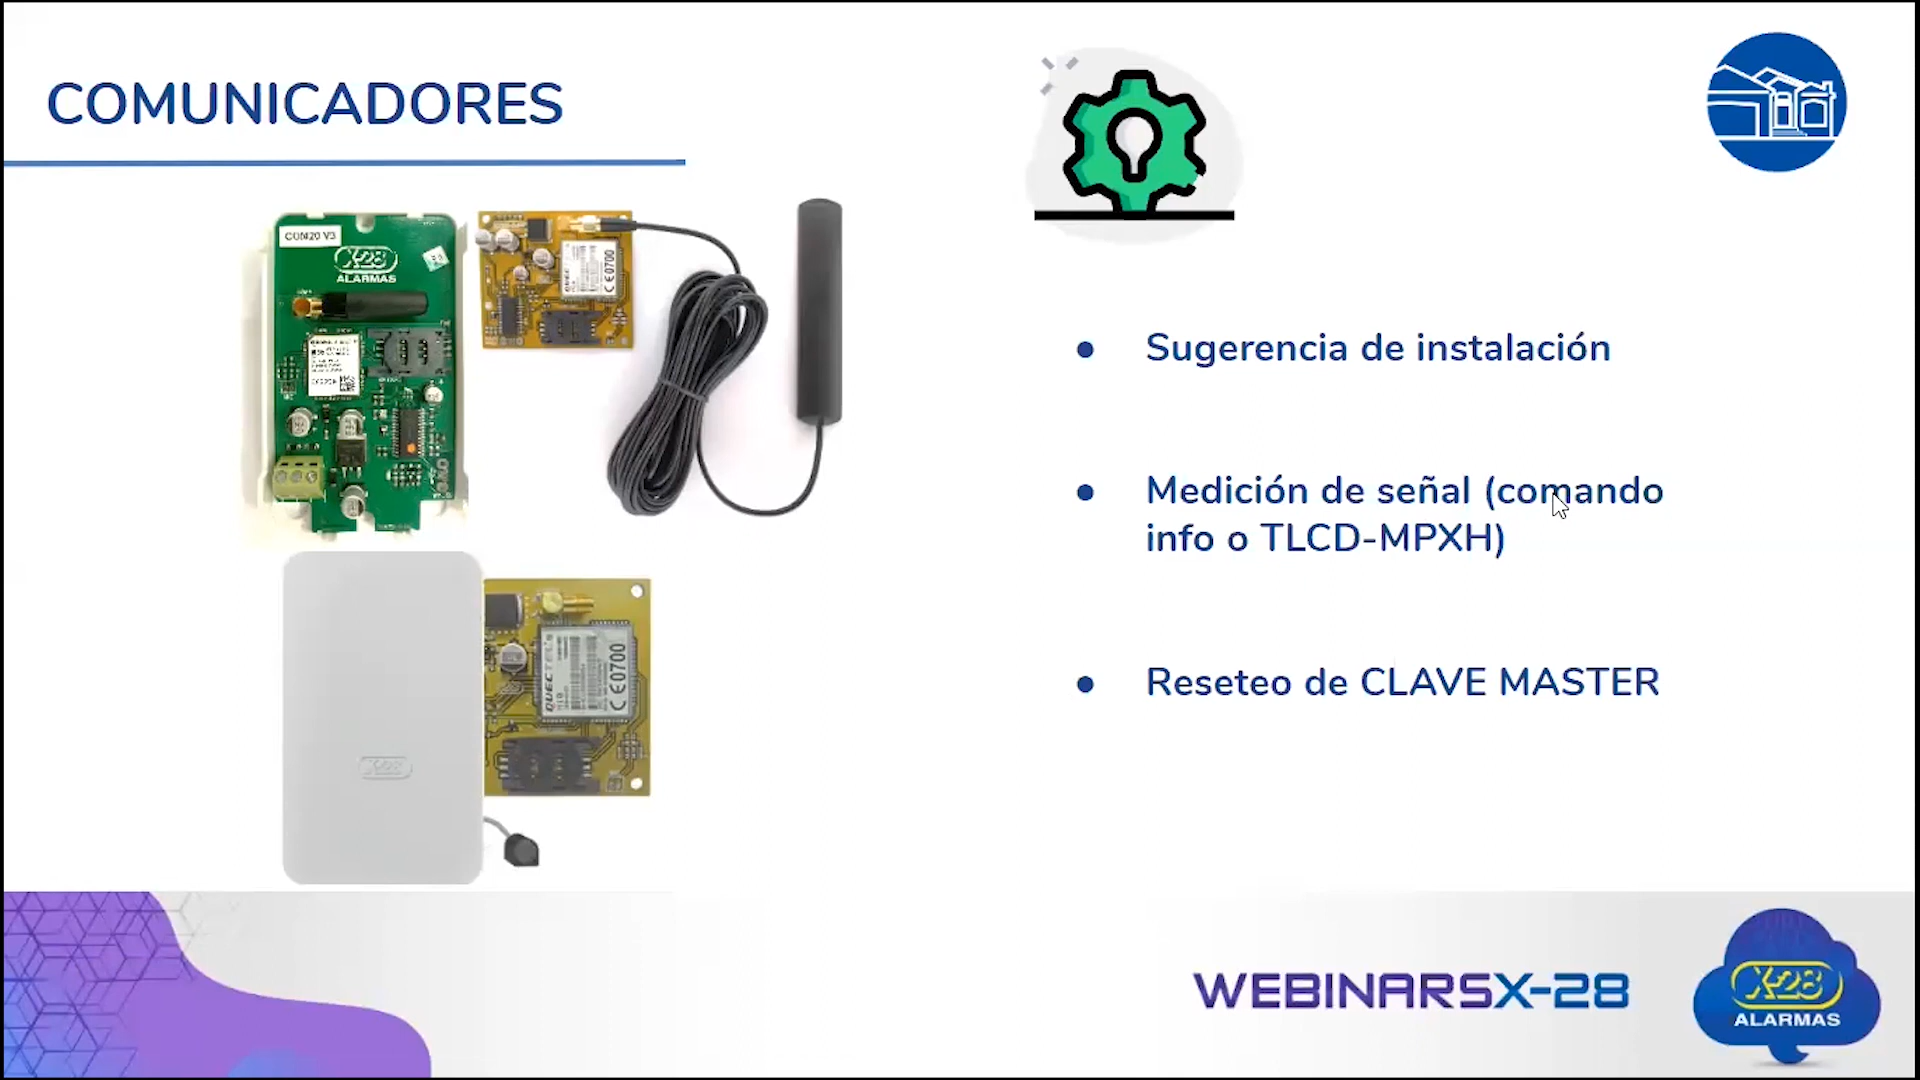 COMUNICADORES
COM20 V3
X-28
ALARMAS
CE0700
Sugerencia de instalación
Medición de señal (comando
info o TLCD-MPXH)
Reseteo de CLAVE MASTER
QUECTEL
CE0700
X-28
WEBINARSX-28
X-28
ALARMAS